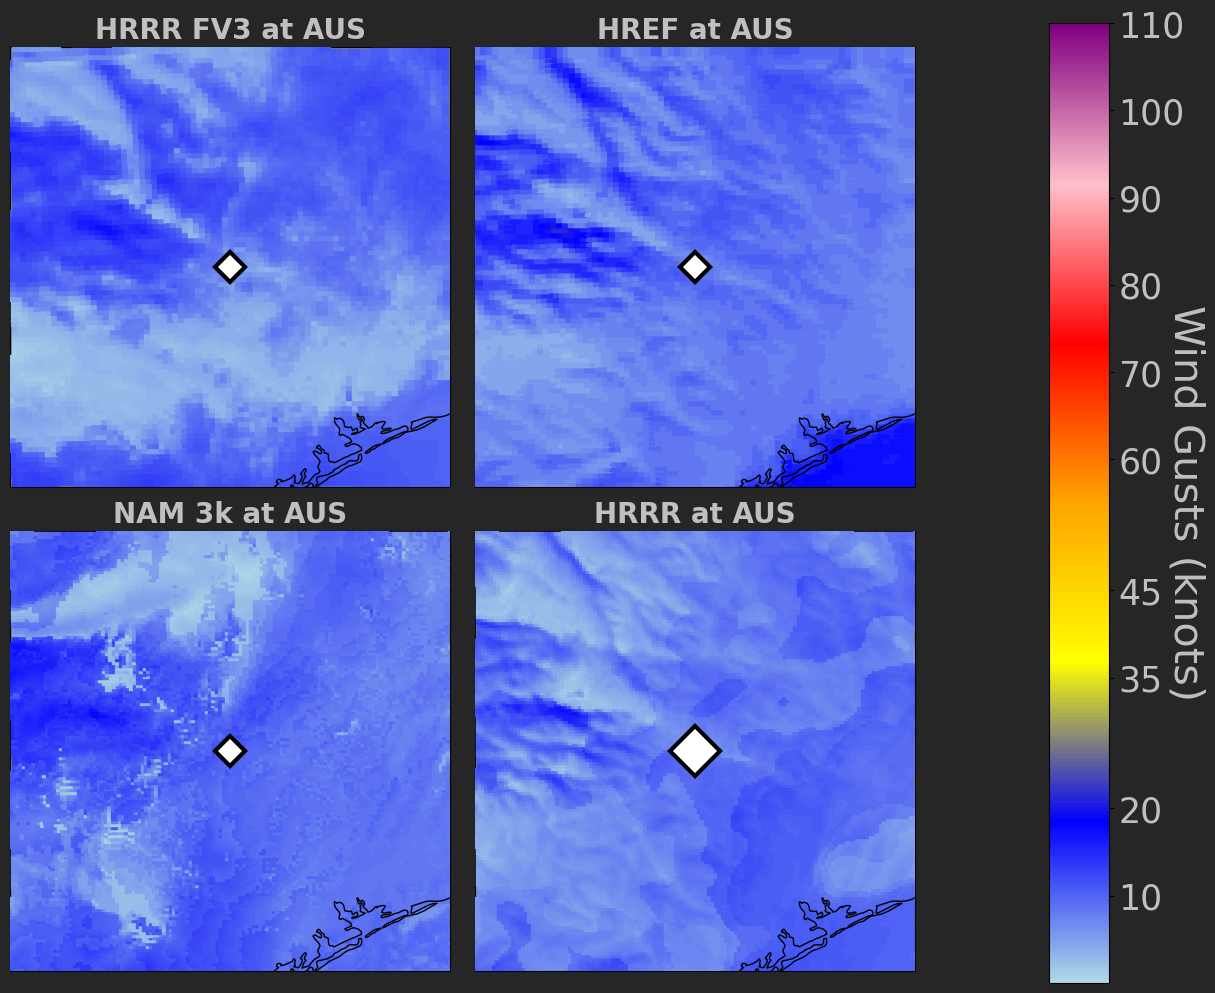 HRRR FV3 at AUS
HREF at AUS
NAM 3k at AUS
HRRR at AUS
110
100
90
80
70
60
45
35
20
10
Wind Gusts (knots)